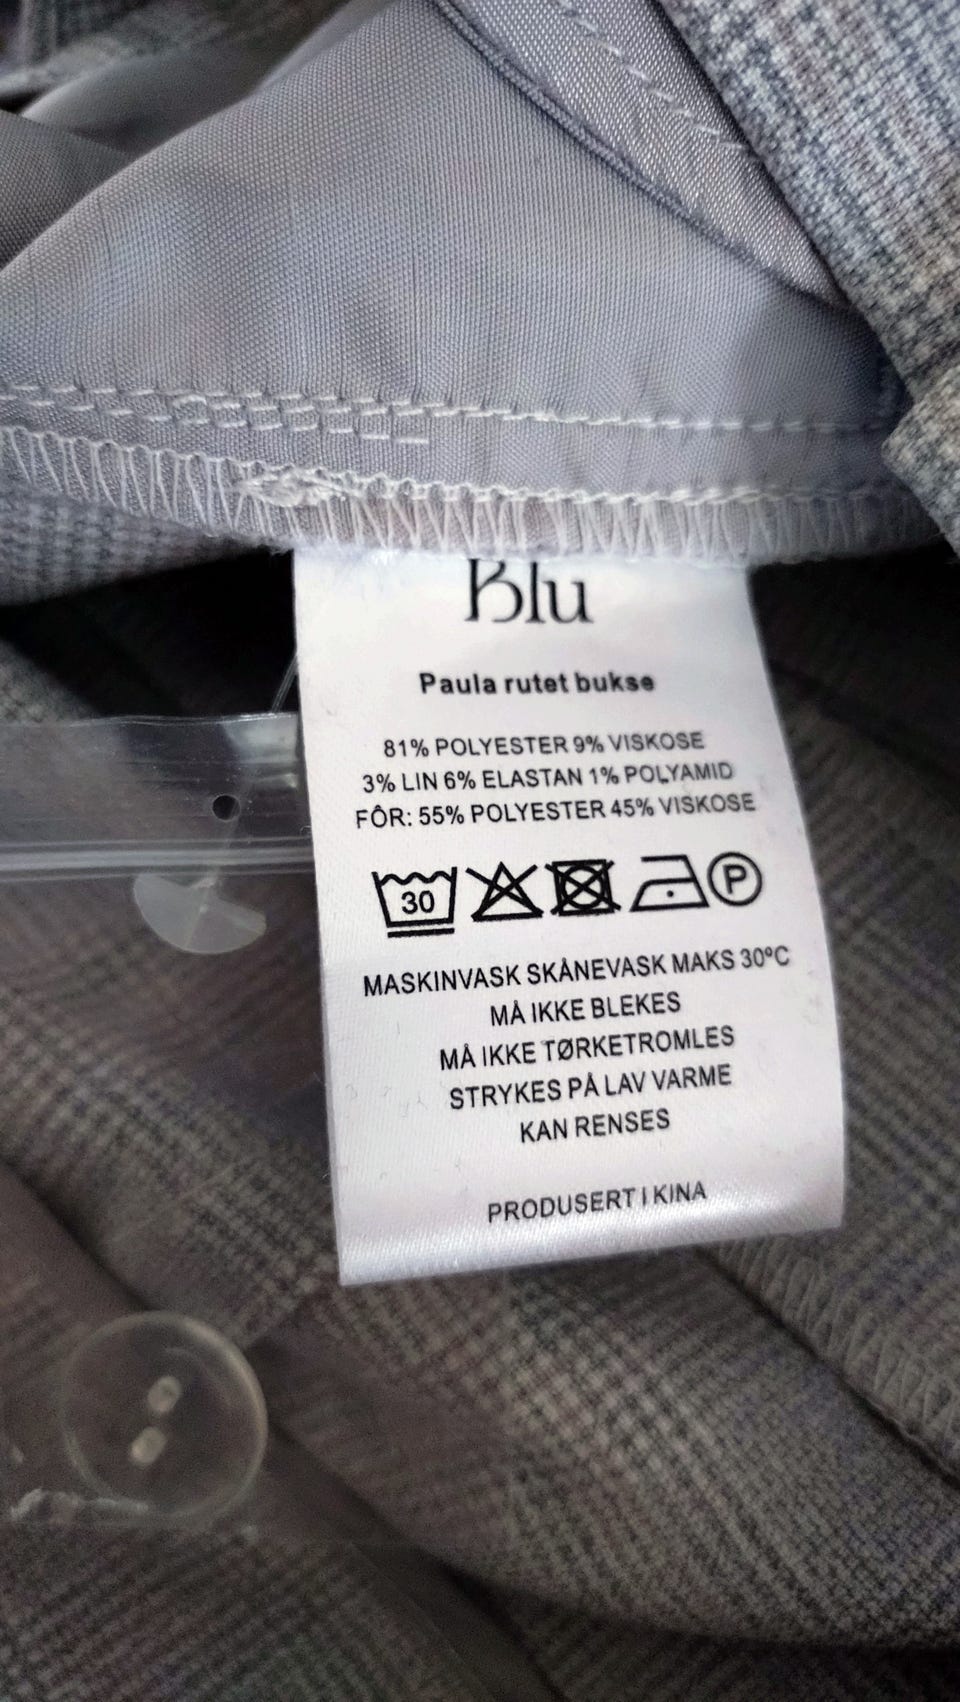 Blu
Paula rutet bukse
81% POLYESTER 9% VISKOSE
3% LIN 6% ELASTAN 1% POLYAMID
FÔR: 55% POLYESTER 45% VISKOSE
30 P
MASKINVASK SKÅNEVASK MAKS 30ºC
MÅ IKKE BLEKES
MÅ IKKE TØRKETROMLES
STRYKES PÅ LAV VARME
KAN RENSES
PRODUSERT I KINA